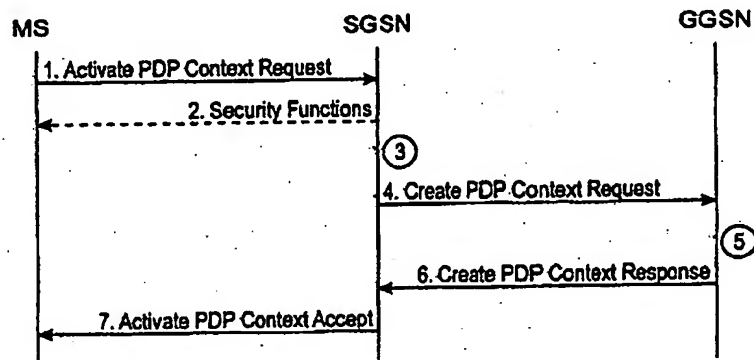 MS SGSN GGSN
1. Activate PDP Context Request
2. Security Functions
3
4. Create PDP Context Request
5
6. Create PDP Context Response
7. Activate PDP Context Accept